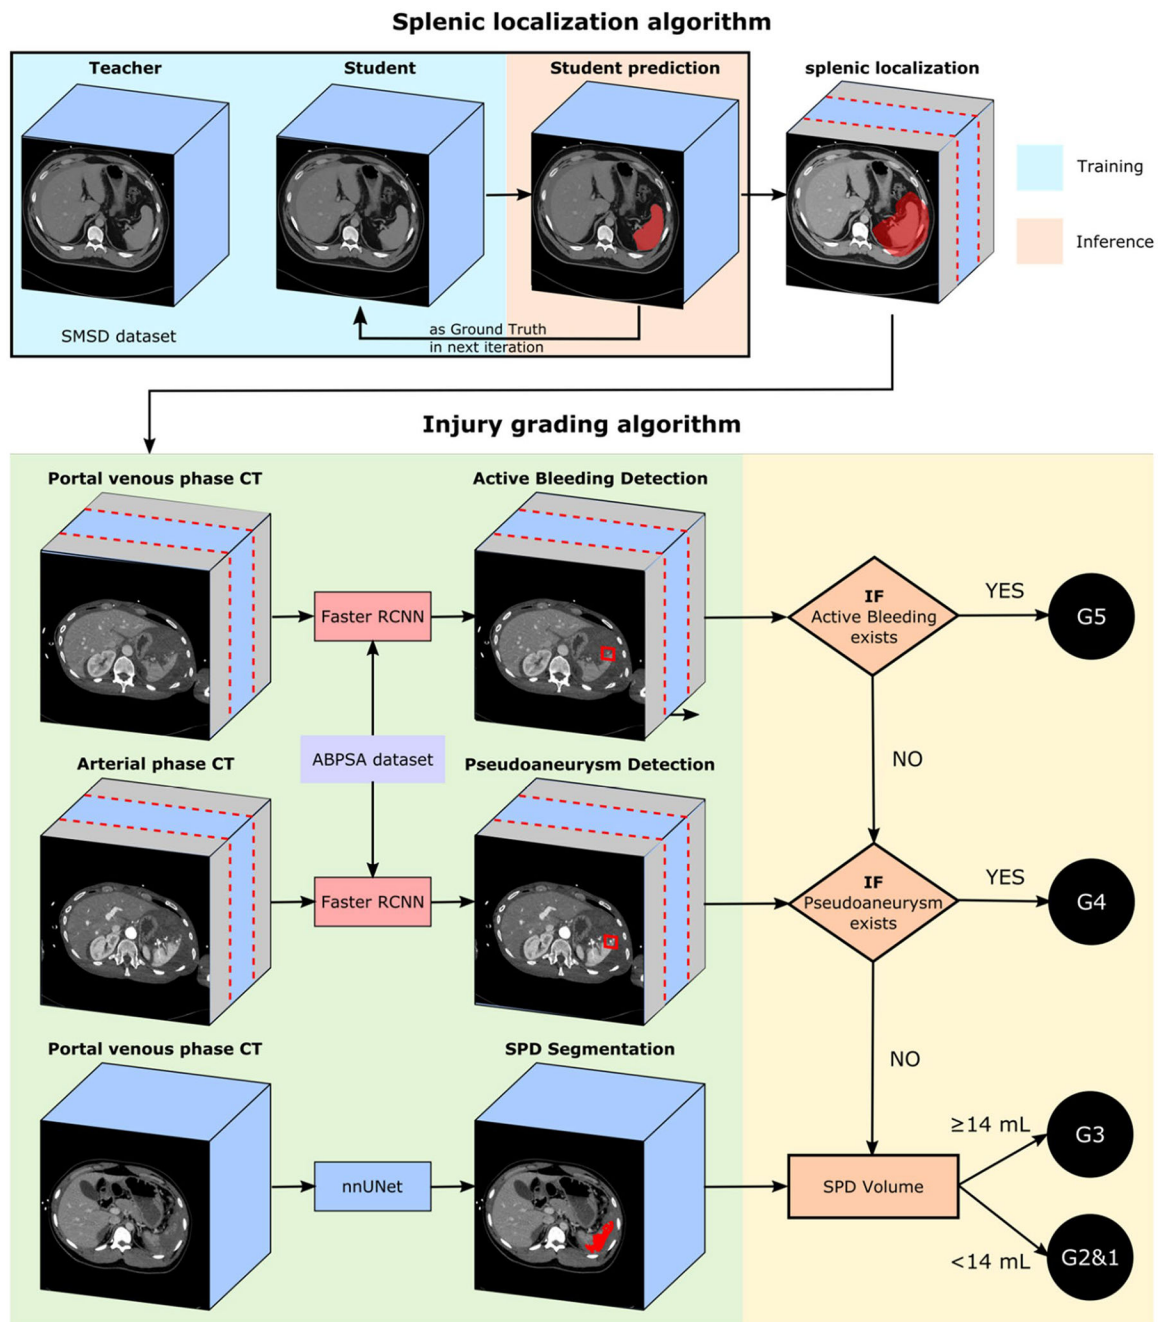 Splenic localization algorithm
Teacher
Student
Student prediction
splenic localization
Training
Inference
SMSD dataset
as Ground Truth
in next iteration
Injury grading algorithm
Portal venous phase CT
Active Bleeding Detection
Faster RCNN
IF
Active Bleeding
exists
YES
G5
ABPSA dataset
NO
Arterial phase CT
Pseudoaneurysm Detection
Faster RCNN
IF
Pseudoaneurysm
exists
YES
G4
NO
Portal venous phase CT
SPD Segmentation
nnUNet
SPD Volume
≥14 mL
G3
<14 mL
G2&1